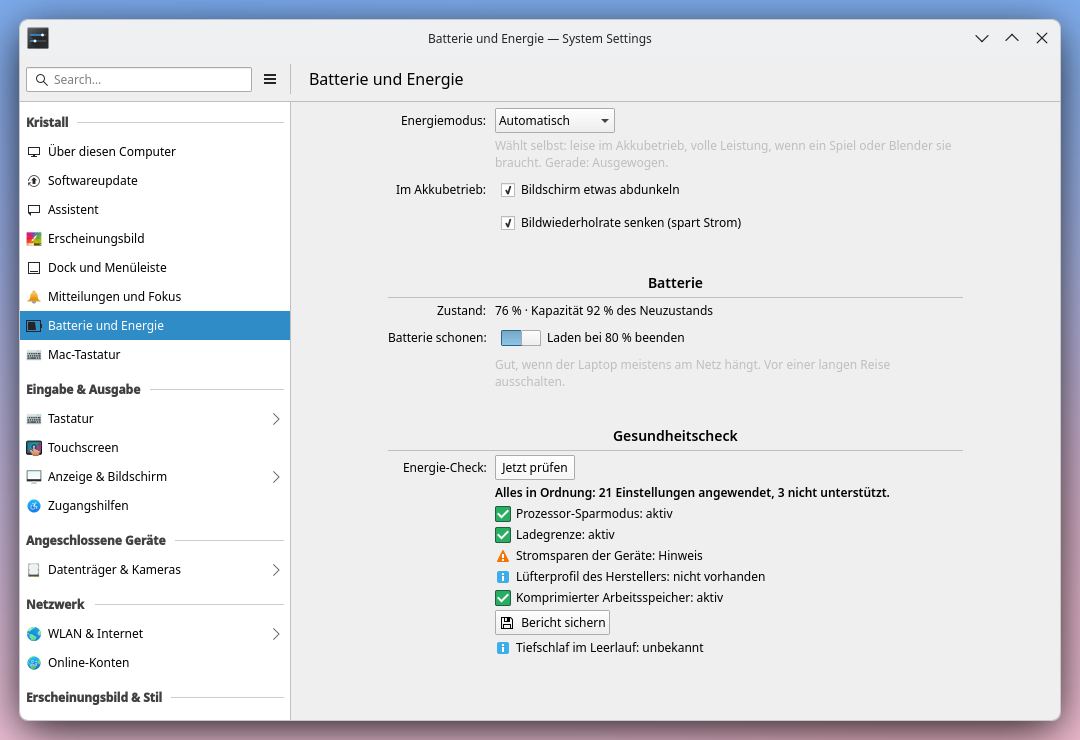 Batterie und Energie — System Settings
Search...
Batterie und Energie
Kristall
Über diesen Computer
Softwareupdate
Assistent
Erscheinungsbild
Dock und Menüleiste
Mitteilungen und Fokus
Batterie und Energie
Mac-Tastatur
Eingabe & Ausgabe
Tastatur
Touchscreen
Anzeige & Bildschirm
Zugangshilfen
Angeschlossene Geräte
Datenträger & Kameras
Netzwerk
WLAN & Internet
Online-Konten
Erscheinungsbild & Stil
Energiemodus: Automatisch
Wählt selbst: leise im Akkubetrieb, volle Leistung, wenn ein Spiel oder Blender sie
braucht. Gerade: Ausgewogen.
Im Akkubetrieb: Bildschirm etwas abdunkeln
Bildwiederholrate senken (spart Strom)
Batterie
Zustand: 76 % · Kapazität 92 % des Neuzustands
Batterie schonen: Laden bei 80 % beenden
Gut, wenn der Laptop meistens am Netz hängt. Vor einer langen Reise
ausschalten.
Gesundheitscheck
Energie-Check: Jetzt prüfen
Alles in Ordnung: 21 Einstellungen angewendet, 3 nicht unterstützt.
Prozessor-Sparmodus: aktiv
Ladegrenze: aktiv
Stromsparen der Geräte: Hinweis
Lüfterprofil des Herstellers: nicht vorhanden
Komprimierter Arbeitsspeicher: aktiv
Bericht sichern
Tiefschlaf im Leerlauf: unbekannt